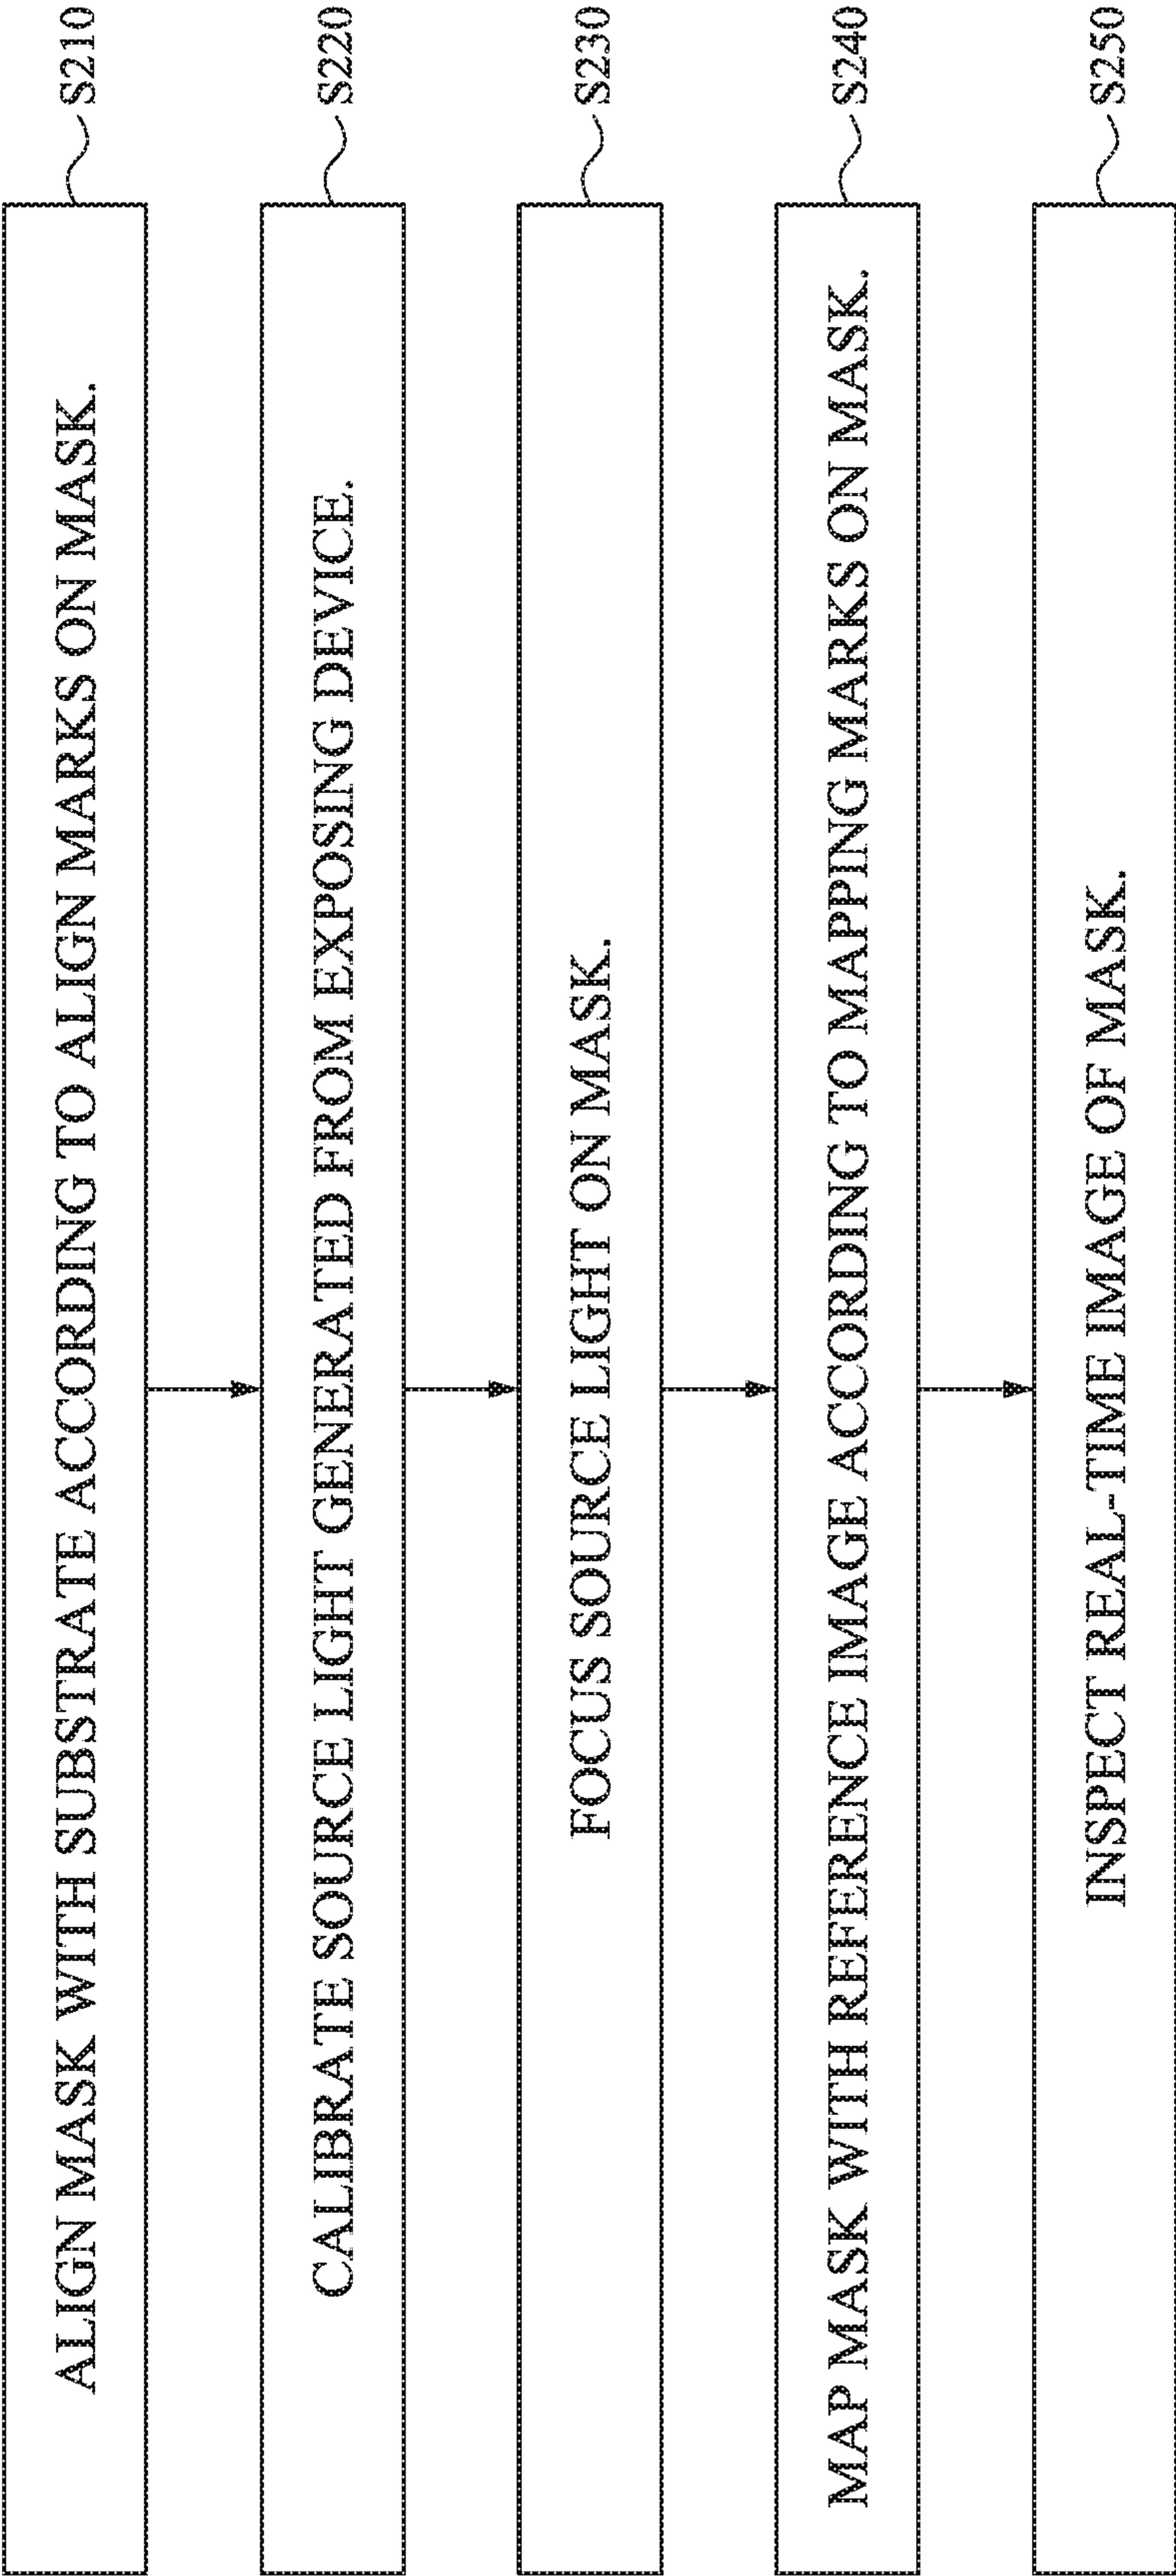 ALIGN MASK WITH SUBSTRATE ACCORDING TO ALIGN MARKS ON MASK.
S210
CALIBRATE SOURCE LIGHT GENERATED FROM EXPOSING DEVICE.
S220
FOCUS SOURCE LIGHT ON MASK.
S230
MAP MASK WITH REFERENCE IMAGE ACCORDING TO MAPPING MARKS ON MASK.
S240
INSPECT REAL-TIME IMAGE OF MASK.
S250